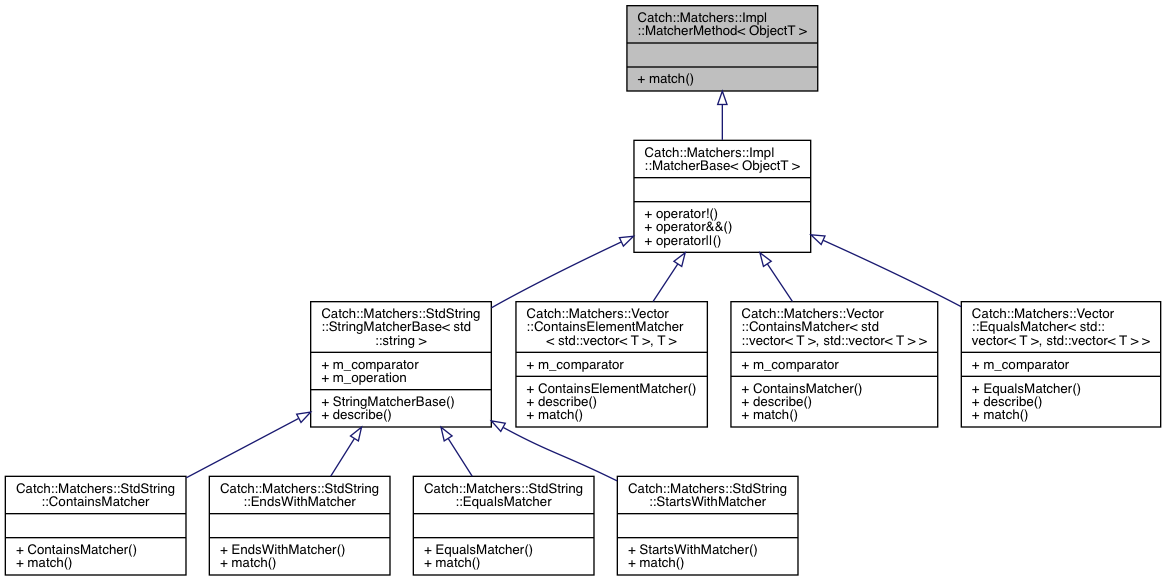 Catch::Matchers::Impl
::MatcherMethod< ObjectT >
+ match()
Catch::Matchers::Impl
::MatcherBase< ObjectT >
+ operator!()
+ operator&&()
+ operator||()
Catch::Matchers::StdString
::StringMatcherBase< std
::string >
+ m_comparator
+ m_operation
+ StringMatcherBase()
+ describe()
Catch::Matchers::Vector
::ContainsElementMatcher
< std::vector< T >, T >
+ m_comparator
+ ContainsElementMatcher()
+ describe()
+ match()
Catch::Matchers::Vector
::ContainsMatcher< std
::vector< T >, std::vector< T > >
+ m_comparator
+ ContainsMatcher()
+ describe()
+ match()
Catch::Matchers::Vector
::EqualsMatcher< std::
vector< T >, std::vector< T > >
+ m_comparator
+ EqualsMatcher()
+ describe()
+ match()
Catch::Matchers::StdString
::ContainsMatcher
+ ContainsMatcher()
+ match()
Catch::Matchers::StdString
::EndsWithMatcher
+ EndsWithMatcher()
+ match()
Catch::Matchers::StdString
::EqualsMatcher
+ EqualsMatcher()
+ match()
Catch::Matchers::StdString
::StartsWithMatcher
+ StartsWithMatcher()
+ match()